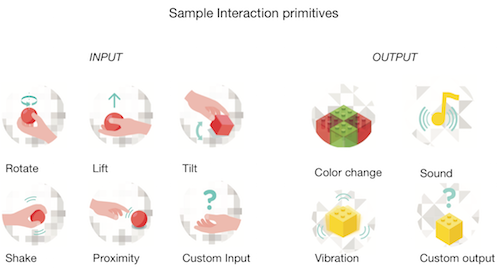 Sample Interaction primitives
INPUT
OUTPUT
Rotate
Lift
Tilt
Color change
Sound
?
?
Shake
Proximity
Custom Input
Vibration
Custom output